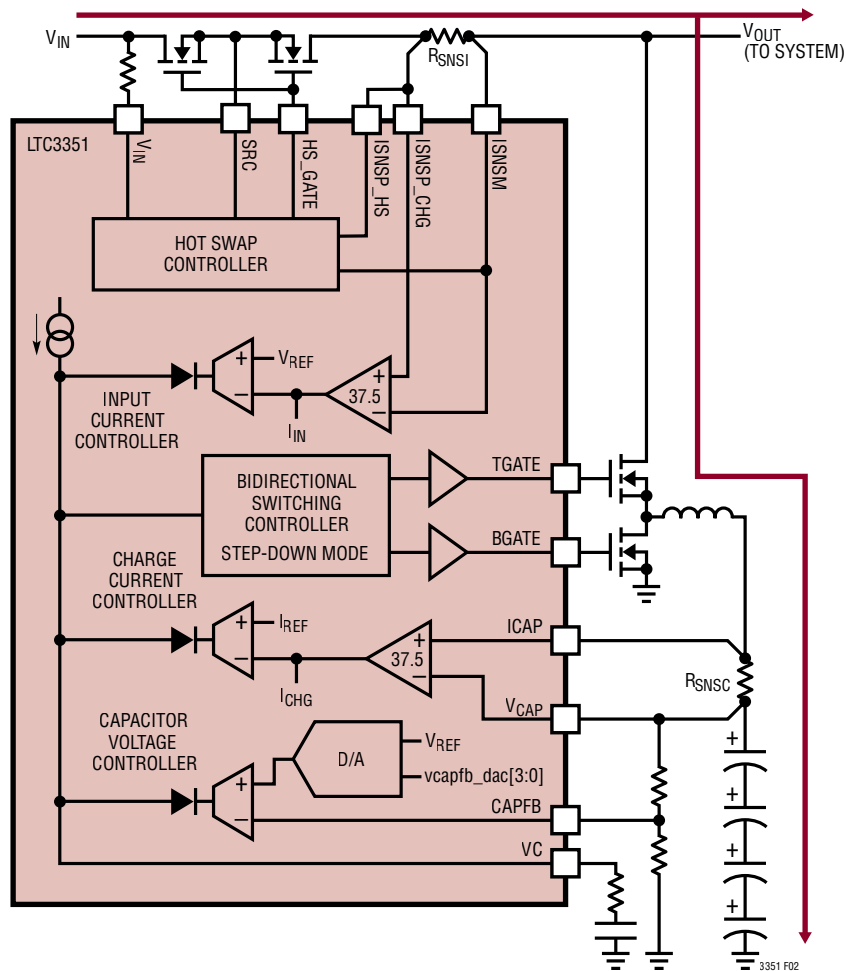 VIN
RSNSI
VOUT
(TO SYSTEM)
LTC3351
VIN
SRC
HS_GATE
ISNSP_HS
ISNSP_CHG
ISNSM
HOT SWAP
CONTROLLER
+
VREF
−
+
37.5
−
INPUT
CURRENT
CONTROLLER
IIN
BIDIRECTIONAL
SWITCHING
CONTROLLER
STEP-DOWN MODE
TGATE
BGATE
CHARGE
CURRENT
CONTROLLER
+
IREF
−
+
37.5
−
ICAP
ICHG
VCAP
RSNSC
CAPACITOR
VOLTAGE
CONTROLLER
D/A
VREF
vcapfb_dac[3:0]
+
−
CAPFB
VC
+
+
+
+
3351 F02